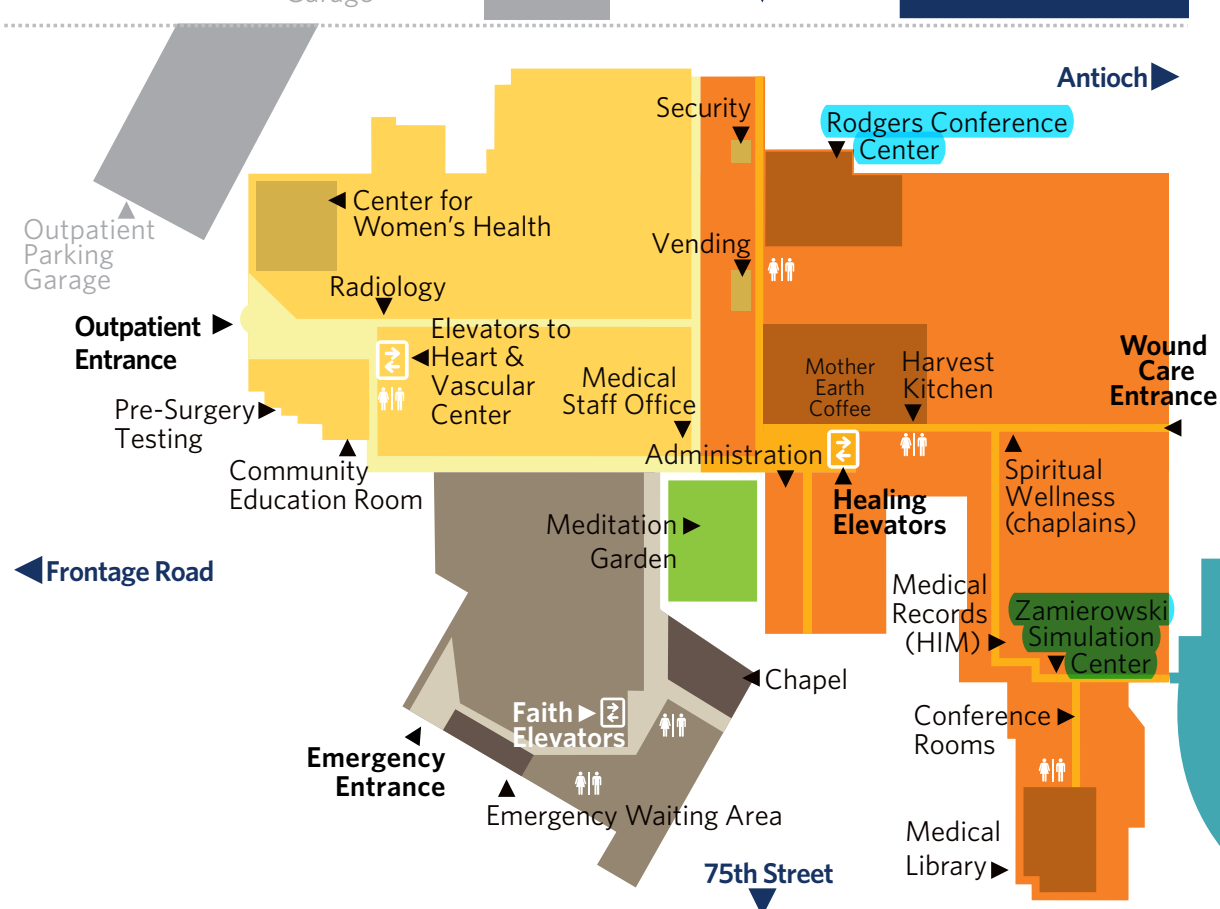 Garage
Antioch
Security
Rodgers Conference
Center
Center for
Women's Health
Outpatient
Parking
Garage
Vending
Radiology
Outpatient
Entrance
Elevators to
Heart &
Vascular
Center
Medical
Staff Office
Mother
Earth
Coffee
Harvest
Kitchen
Wound
Care
Entrance
Pre-Surgery
Testing
Community
Education Room
Administration
Healing
Elevators
Spiritual
Wellness
(chaplains)
Meditation
Garden
Frontage Road
Medical
Records
(HIM)
Zamierowski
Simulation
Center
Chapel
Faith
Elevators
Conference
Rooms
Emergency
Entrance
Emergency Waiting Area
Medical
Library
75th Street